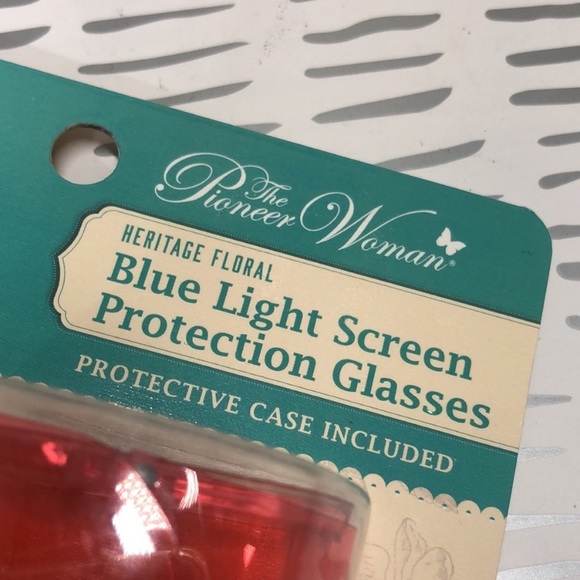 The
Pioneer Woman®
HERITAGE FLORAL
Blue Light Screen
Protection Glasses
PROTECTIVE CASE INCLUDED